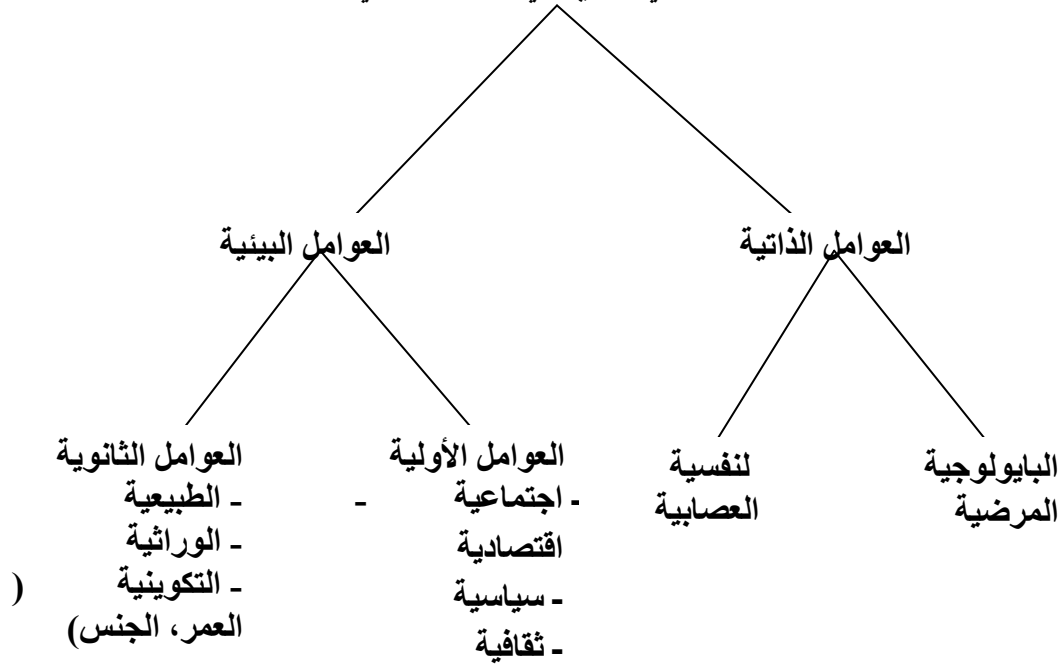 العوامل الذاتية
العوامل البيئية
البايولوجية
المرضية
لنفسية
العصابية
العوامل الأولية
- اجتماعية -
اقتصادية
- سياسية
- ثقافية
العوامل الثانوية
- الطبيعية
- الوراثية
- التكوينية (
العمر، الجنس)